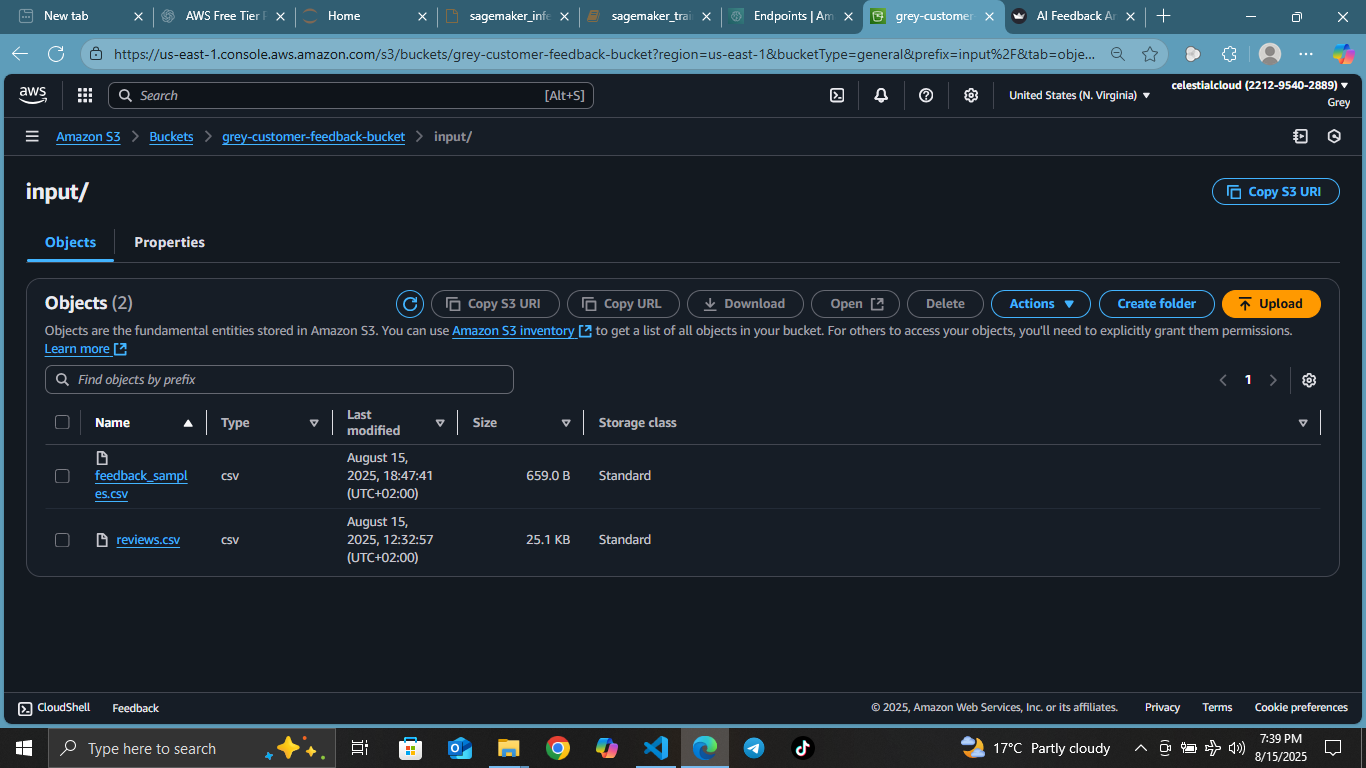 New tab
AWS Free Tier
Home
sagemaker_infe
sagemaker_trai
Endpoints | Am
grey-customer-
AI Feedback An
https://us-east-1.console.aws.amazon.com/s3/buckets/grey-customer-feedback-bucket?region=us-east-1&bucketType=general&prefix=input%2F&tab=obje...
aws
Search
[Alt+S]
United States (N. Virginia)
celestialcloud (2212-9540-2889)
Grey
Amazon S3
Buckets
grey-customer-feedback-bucket
input/
input/
Copy S3 URI
Objects
Properties
Objects (2)
Copy S3 URI
Copy URL
Download
Open
Delete
Actions
Create folder
Upload
Objects are the fundamental entities stored in Amazon S3. You can use Amazon S3 inventory to get a list of all objects in your bucket. For others to access your objects, you'll need to explicitly grant them permissions.
Learn more
Find objects by prefix
1
Name
Type
Last
modified
Size
Storage class
feedback_sampl
es.csv
csv
August 15,
2025, 18:47:41
(UTC+02:00)
659.0 B
Standard
reviews.csv
csv
August 15,
2025, 12:32:57
(UTC+02:00)
25.1 KB
Standard
CloudShell
Feedback
© 2025, Amazon Web Services, Inc. or its affiliates.
Privacy
Terms
Cookie preferences
Type here to search
17°C Partly cloudy
7:39 PM
8/15/2025